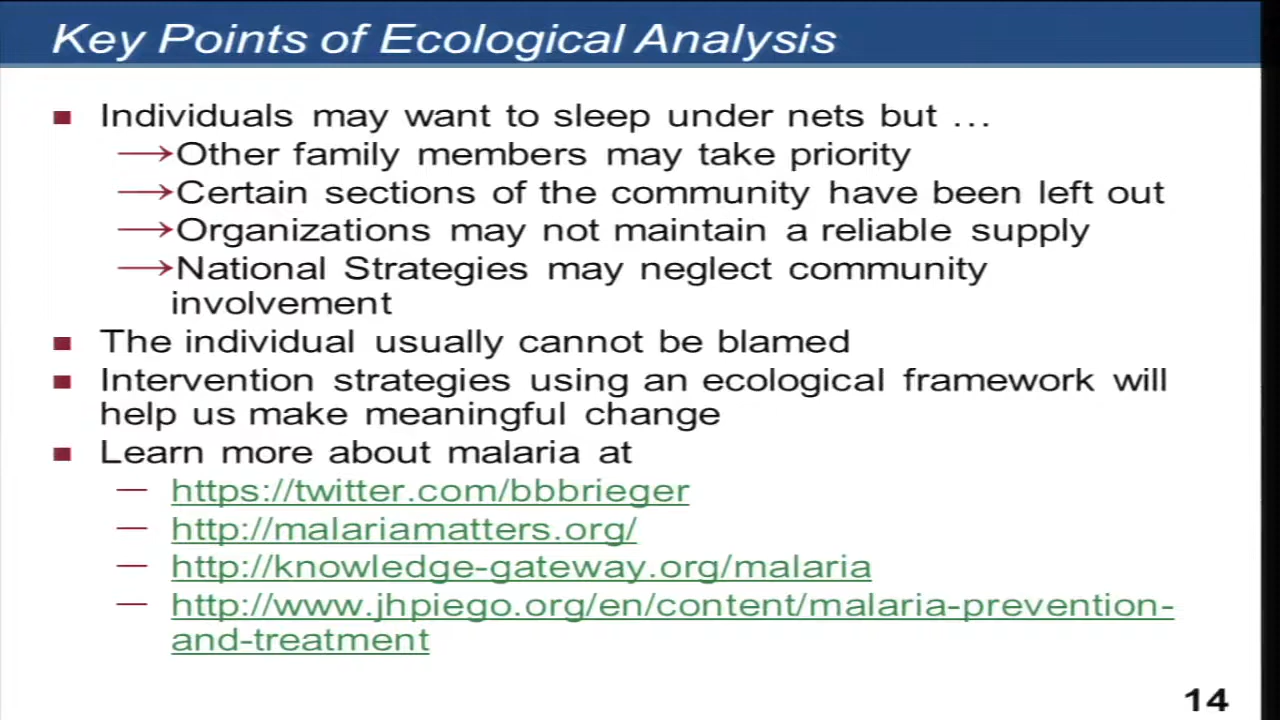 Key Points of Ecological Analysis
Individuals may want to sleep under nets but …
→Other family members may take priority
→Certain sections of the community have been left out
→Organizations may not maintain a reliable supply
→National Strategies may neglect community
involvement
The individual usually cannot be blamed
Intervention strategies using an ecological framework will
help us make meaningful change
Learn more about malaria at
— https://twitter.com/bbbrieger
— http://malariamatters.org/
— http://knowledge-gateway.org/malaria
— http://www.jhpiego.org/en/content/malaria-prevention-
and-treatment
14